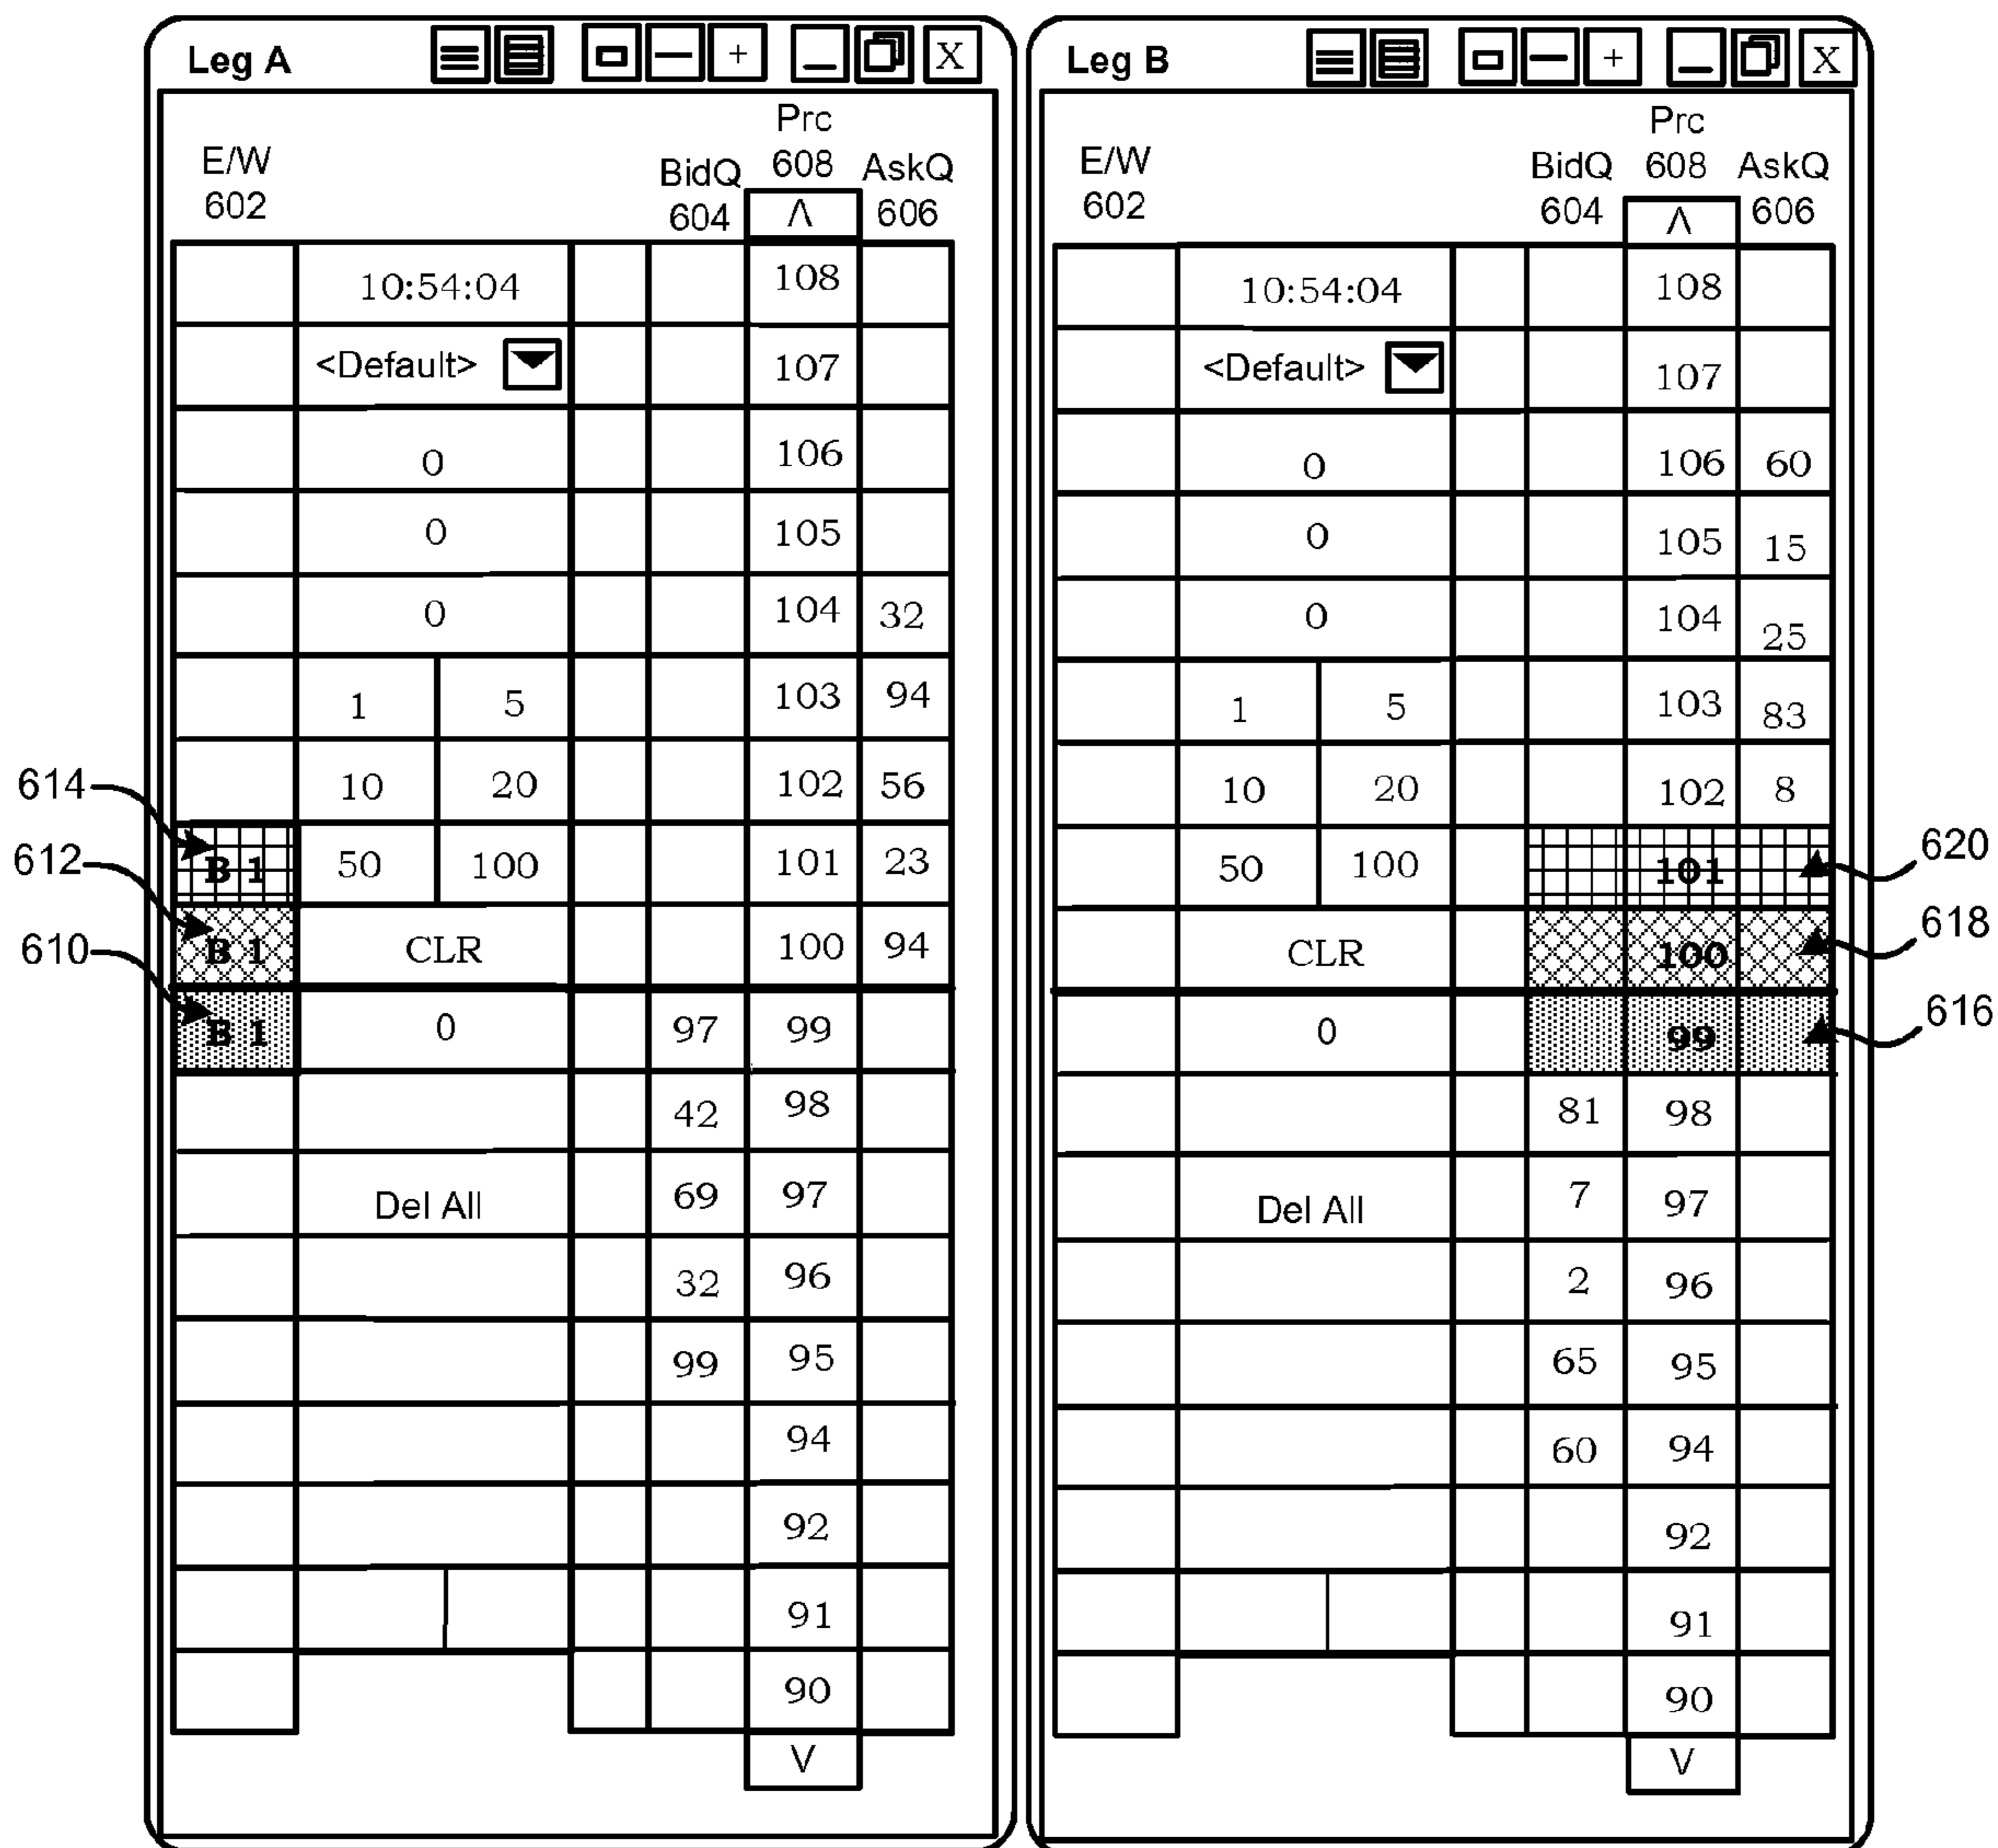 Leg A + _ X
E/W 602 BidQ 604 Prc 608 AskQ 606
Λ
10:54:04 108
<Default> 107
0 106
0 105
0 104 32
1 5 103 94
10 20 102 56
614 B 1 50 100 101 23
612 B 1 CLR 100 94
610 B 1 0 97 99
42 98
Del All 69 97
32 96
99 95
94
92
91
90
V
Leg B + _ X
E/W 602 BidQ 604 Prc 608 AskQ 606
Λ
10:54:04 108
<Default> 107
0 106 60
0 105 15
0 104 25
1 5 103 83
10 20 102 8
50 100 101 620
CLR 100 618
0 99 616
81 98
Del All 7 97
2 96
65 95
60 94
92
91
90
V